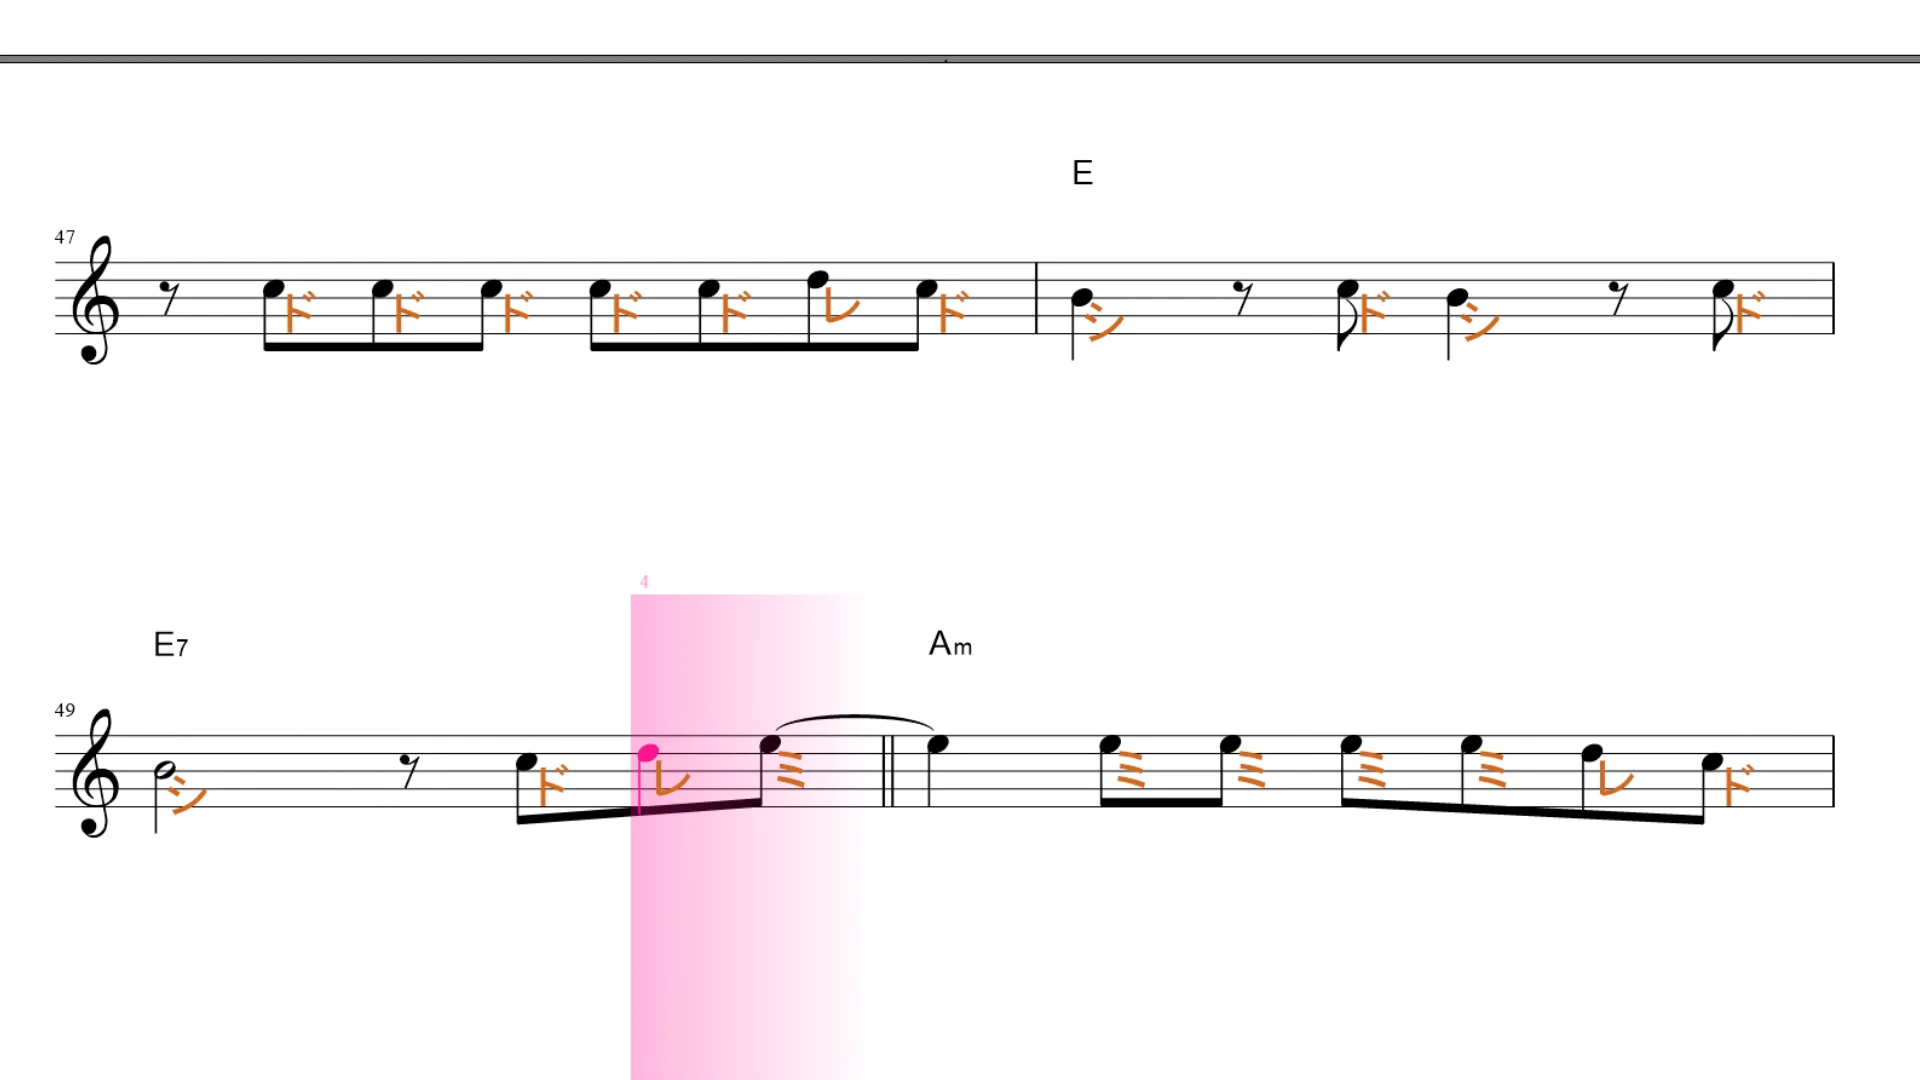 E
47
ド ド ド ド ド レ ド シ ド シ ド
4
E7 Am
49
シ ド レ ミ ミ ミ ミ ミ レ ド